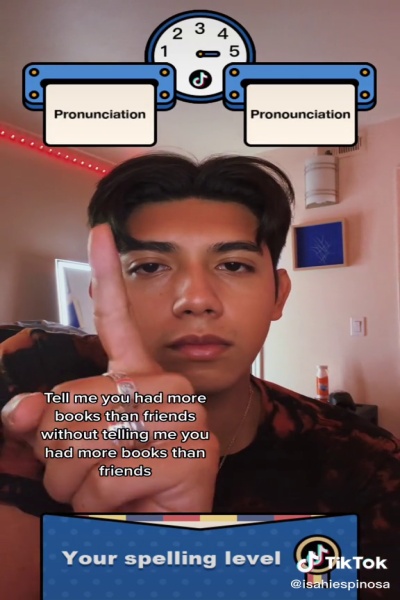 1 2 3 4 5
Pronunciation
Pronounciation
Tell me you had more
books than friends
without telling me you
had more books than
friends
Your spelling level
TikTok
@isahiespinosa